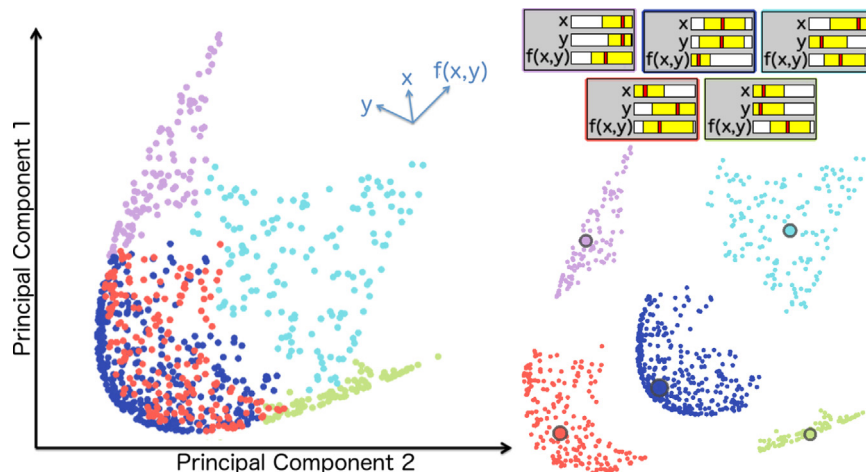 Principal Component 1
Principal Component 2
y
x
f(x,y)
x
y
f(x,y)
x
y
f(x,y)
x
y
f(x,y)
x
y
f(x,y)
x
y
f(x,y)